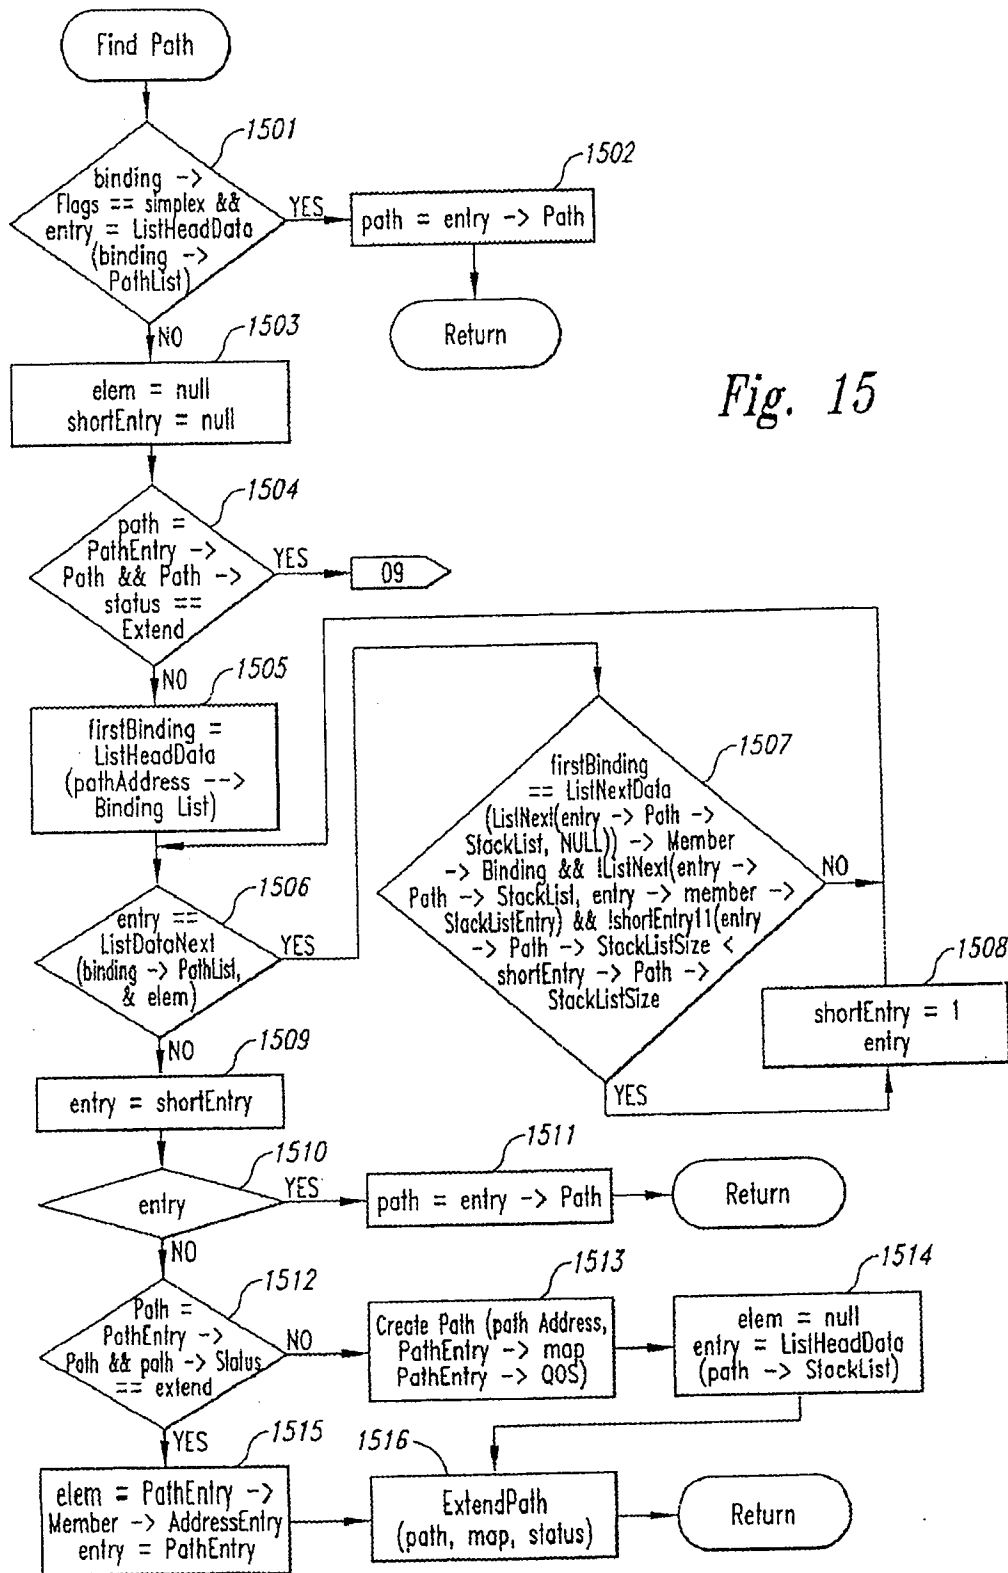 Find Path
1501
binding ->
Flags == simplex &&
entry = ListHeadData
(binding ->
PathList)
YES
1502
path = entry -> Path
Return
NO
1503
elem = null
shortEntry = null
Fig. 15
1504
path =
PathEntry ->
Path && Path ->
status ==
Extend
YES
09
NO
1505
firstBinding =
ListHeadData
(pathAddress -->
Binding List)
1506
entry ==
ListDataNext
(binding -> PathList,
& elem)
YES
1507
firstBinding
== ListNextData
(ListNext(entry -> Path ->
StackList, NULL)) -> Member
-> Binding && !ListNext(entry ->
Path -> StackList, entry -> member ->
StackListEntry) && !shortEntry11(entry
-> Path -> StackListSize <
shortEntry -> Path ->
StackListSize
NO
YES
1508
shortEntry = 1
entry
NO
1509
entry = shortEntry
1510
entry
YES
1511
path = entry -> Path
Return
NO
1512
Path =
PathEntry ->
Path && path -> Status
== extend
NO
1513
Create Path (path Address,
PathEntry -> map
PathEntry -> QOS)
1514
elem = null
entry = ListHeadData
(path -> StackList)
YES
1515
elem = PathEntry ->
Member -> AddressEntry
entry = PathEntry
1516
ExtendPath
(path, map, status)
Return